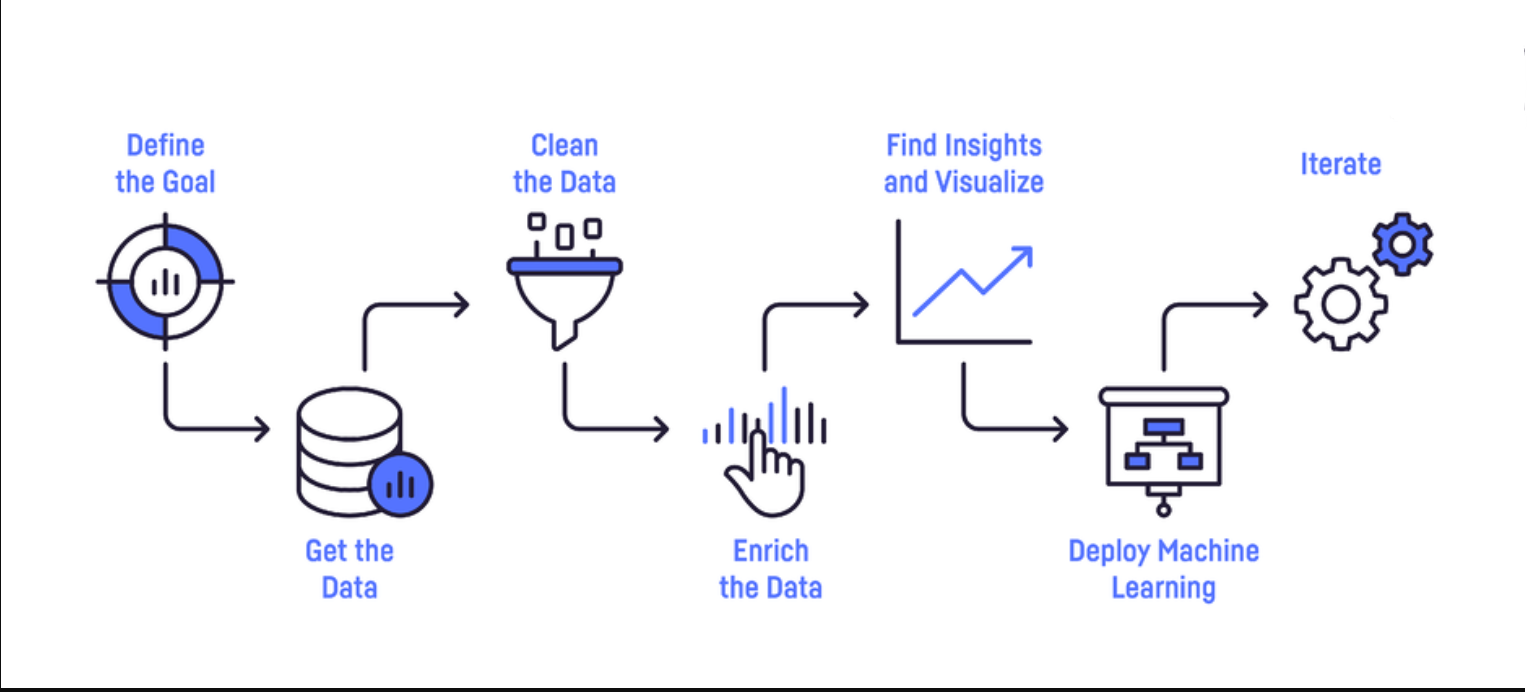 Define
the Goal
Get the
Data
Clean
the Data
Enrich
the Data
Find Insights
and Visualize
Deploy Machine
Learning
Iterate